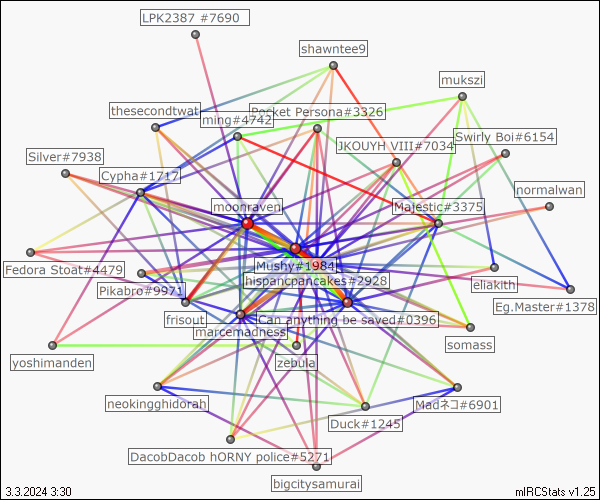 LPK2387 #7690
shawntee9
mukszi
thesecondtwat
ming#4742
Pocket Persona#3326
JKOUYH VIII#7034
Swirly Boi#6154
Silver#7938
Cypha#1717
normalwan
moonraven
Majestic#3375
Mushy#1984
Fedora Stoat#4479
hispancpancakes#2928
Pikabro#9971
eliakith
Eg.Master#1378
frisout
Can anything be saved#0396
marcemadness
somass
yoshimanden
zebula
neokingghidorah
Madネコ#6901
Duck#1245
DacobDacob hORNY police#5271
bigcitysamurai
3.3.2024 3:30
mIRCStats v1.25